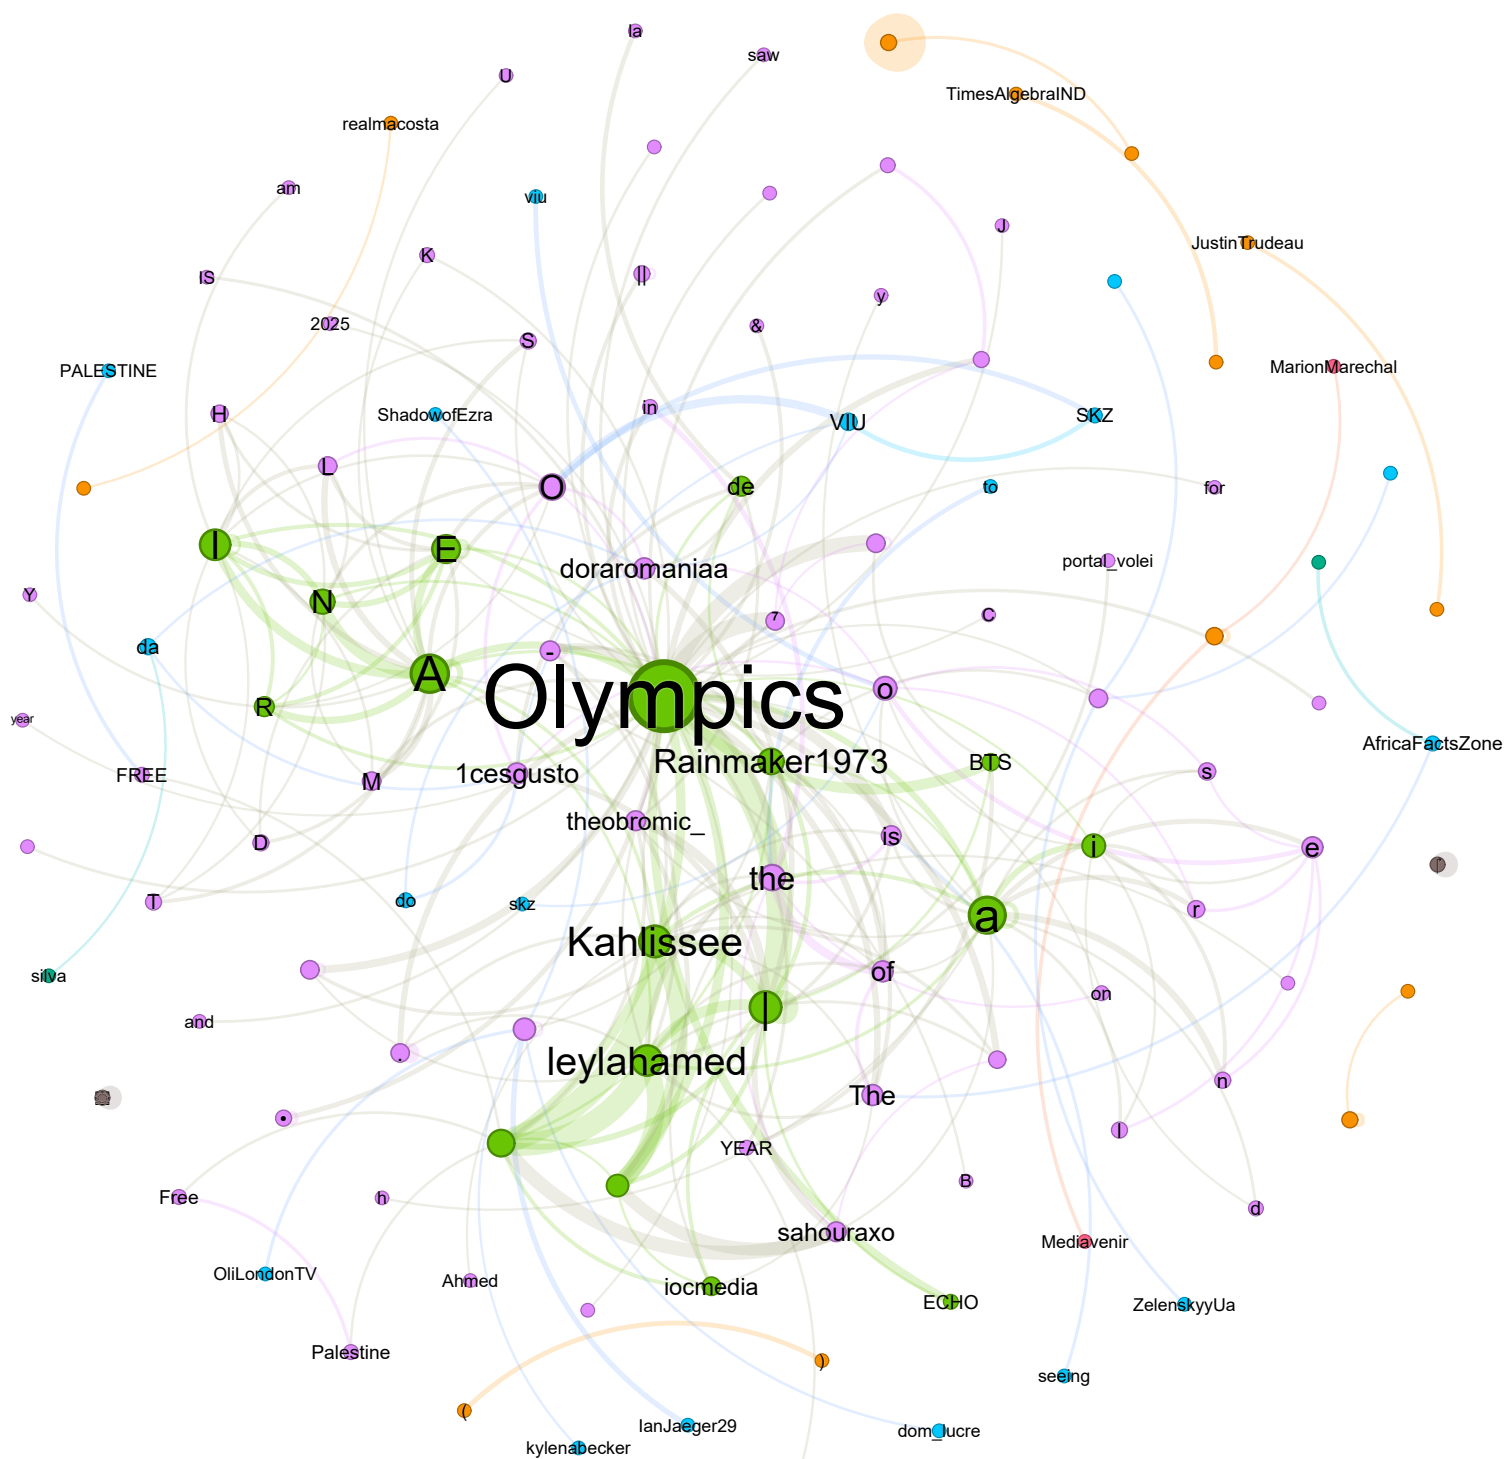 la
saw
U
TimesAlgebraIND
realmacosta
am
viu
J
JustinTrudeau
K
IS
||
y
2025
&
S
MarionMarechal
PALESTINE
in
H
ShadowofEzra
VIU
SKZ
L
O
de
to
for
I
E
doraromaniaa
portal_volei
Y
N
7
C
da
-
A
Olympics
o
R
year
Rainmaker1973
BTS
AfricaFactsZone
FREE
1cesgusto
s
M
theobromic_
is
D
i
e
the
T
do
skz
a
r
Kahlissee
of
silva
on
|
and
.
leylahamed
n
The
•
l
YEAR
B
Free
h
d
sahouraxo
Mediavenir
OliLondonTV
Ahmed
iocmedia
ECHO
ZelenskyyUa
Palestine
)
seeing
(
IanJaeger29
dom_lucre
kylenabecker